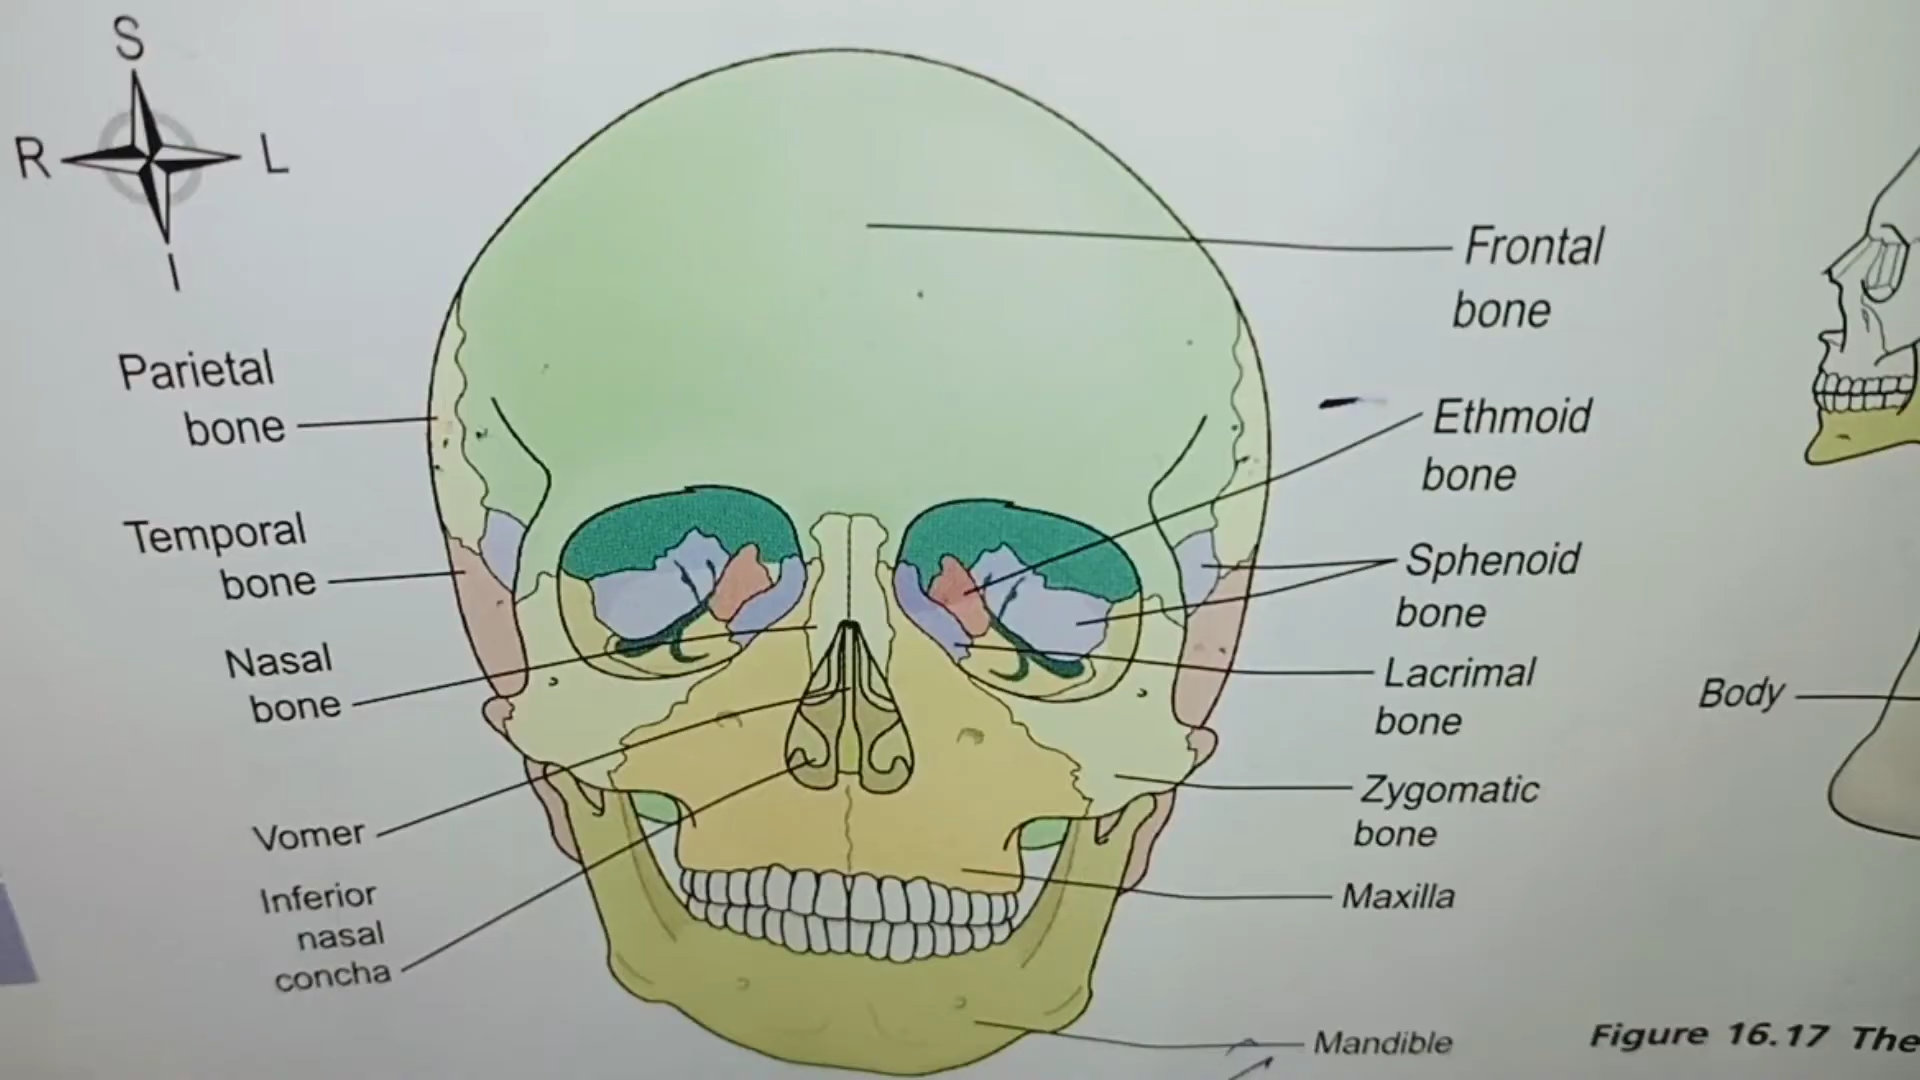 S
R
L
I
Parietal
bone
Temporal
bone
Nasal
bone
Vomer
Inferior
nasal
concha
Frontal
bone
Ethmoid
bone
Sphenoid
bone
Lacrimal
bone
Zygomatic
bone
Maxilla
Mandible
Body
Figure 16.17 The